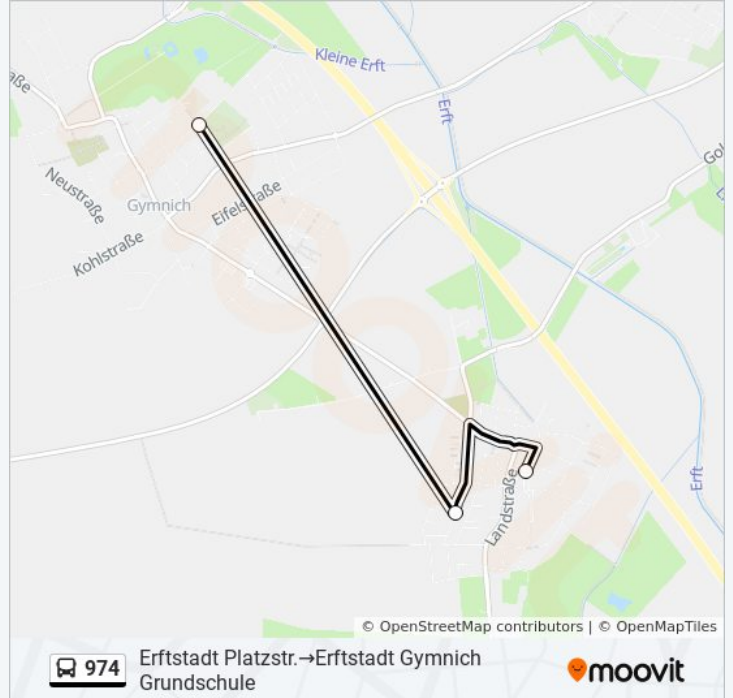 Kleine Erft
Erft
Gol
aße
Neustraße
Gymnich
Eifelstraße
Kohlstraße
Erft
Landstraße
© OpenStreetMap contributors | © OpenMapTiles
974
Erftstadt Platzstr.→Erftstadt Gymnich
Grundschule
moovit